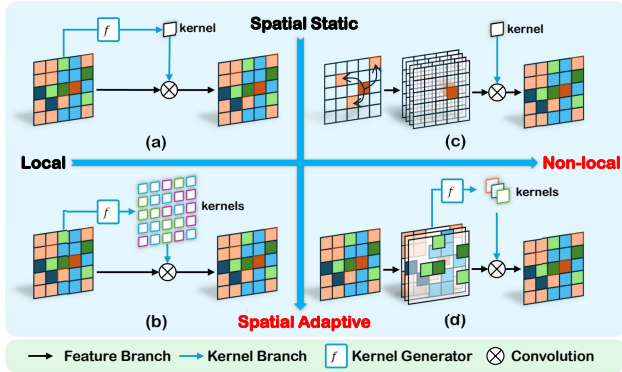 Spatial Static
f
kernel
kernel
(a)
(c)
Local
Non-local
f
kernels
f
kernels
(b)
(d)
Spatial Adaptive
Feature Branch
Kernel Branch
f
Kernel Generator
Convolution